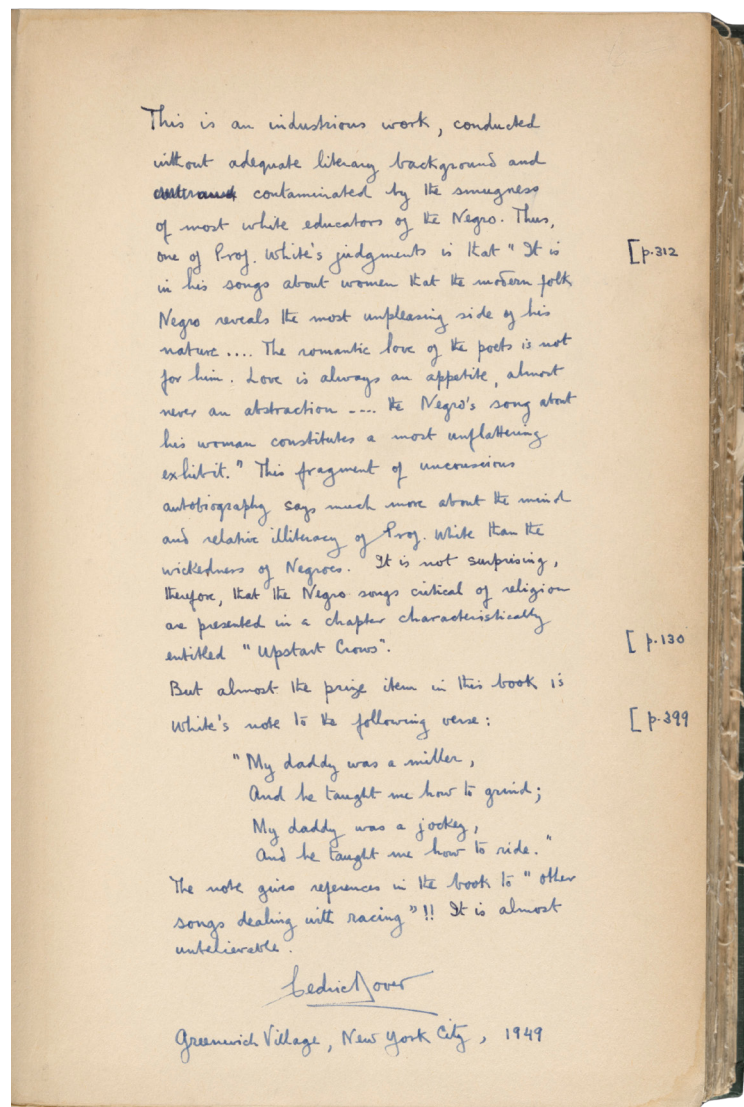 This is an industrious work, conducted
without adequate literary background and
contaminated by the smugness
of most white educators of the Negro. Thus,
one of Prof. White's judgments is that "It is [p.312
in his songs about women that the modern folk
Negro reveals the most unpleasing side of his
nature .... The romantic love of the poets is not
for him. Love is always an appetite, almost
never an abstraction ---- the Negro's song about
his woman constitutes a most unflattering
exhibit." This fragment of unconscious
autobiography says much more about the mind
and relative illiteracy of Prof. White than the
wickedness of Negroes. It is not surprising,
therefore, that the Negro songs critical of religion
are presented in a chapter characteristically
entitled "Upstart Crows". [p.130
But almost the prize item in this book is
White's note to the following verse: [p.399
"My daddy was a miller,
And he taught me how to grind;
My daddy was a jockey,
And he taught me how to ride."
The note gives references in the book to "other
songs dealing with racing"!! It is almost
unbelievable.
Cedric Dover
Greenwich Village, New York City, 1949